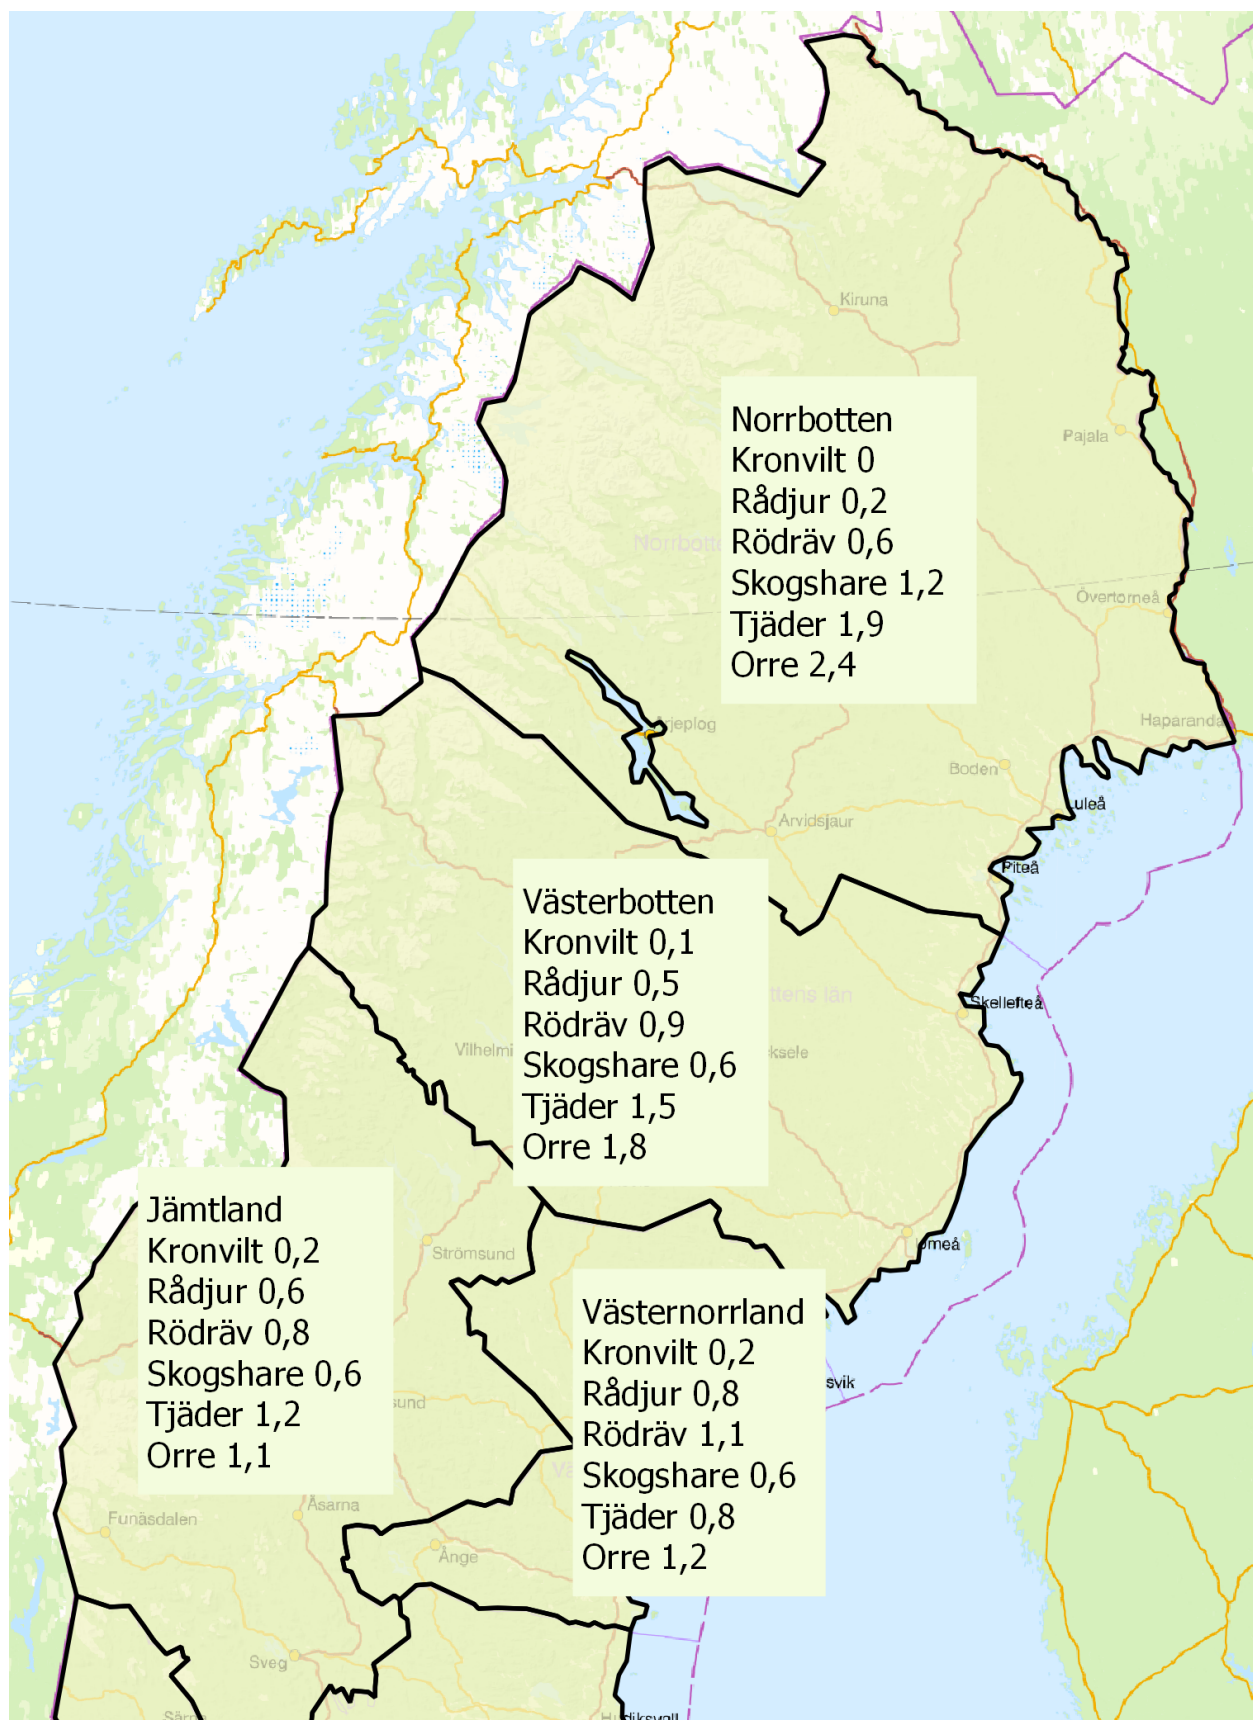 Kiruna
Norrbotten
Kronvilt 0
Rådjur 0,2
Rödräv 0,6
Skogshare 1,2
Tjäder 1,9
Orre 2,4
Pajala
Övertorneå
Haparanda
Boden
Luleå
Arvidsjaur
Piteå
Västerbotten
Kronvilt 0,1
Rådjur 0,5
Rödräv 0,9
Skogshare 0,6
Tjäder 1,5
Orre 1,8
Skellefteå
Umeå
Strömsund
Jämtland
Kronvilt 0,2
Rådjur 0,6
Rödräv 0,8
Skogshare 0,6
Tjäder 1,2
Orre 1,1
Västernorrland
Kronvilt 0,2
Rådjur 0,8
Rödräv 1,1
Skogshare 0,6
Tjäder 0,8
Orre 1,2
svik
Åsarna
Funäsdalen
Ånge
Sveg